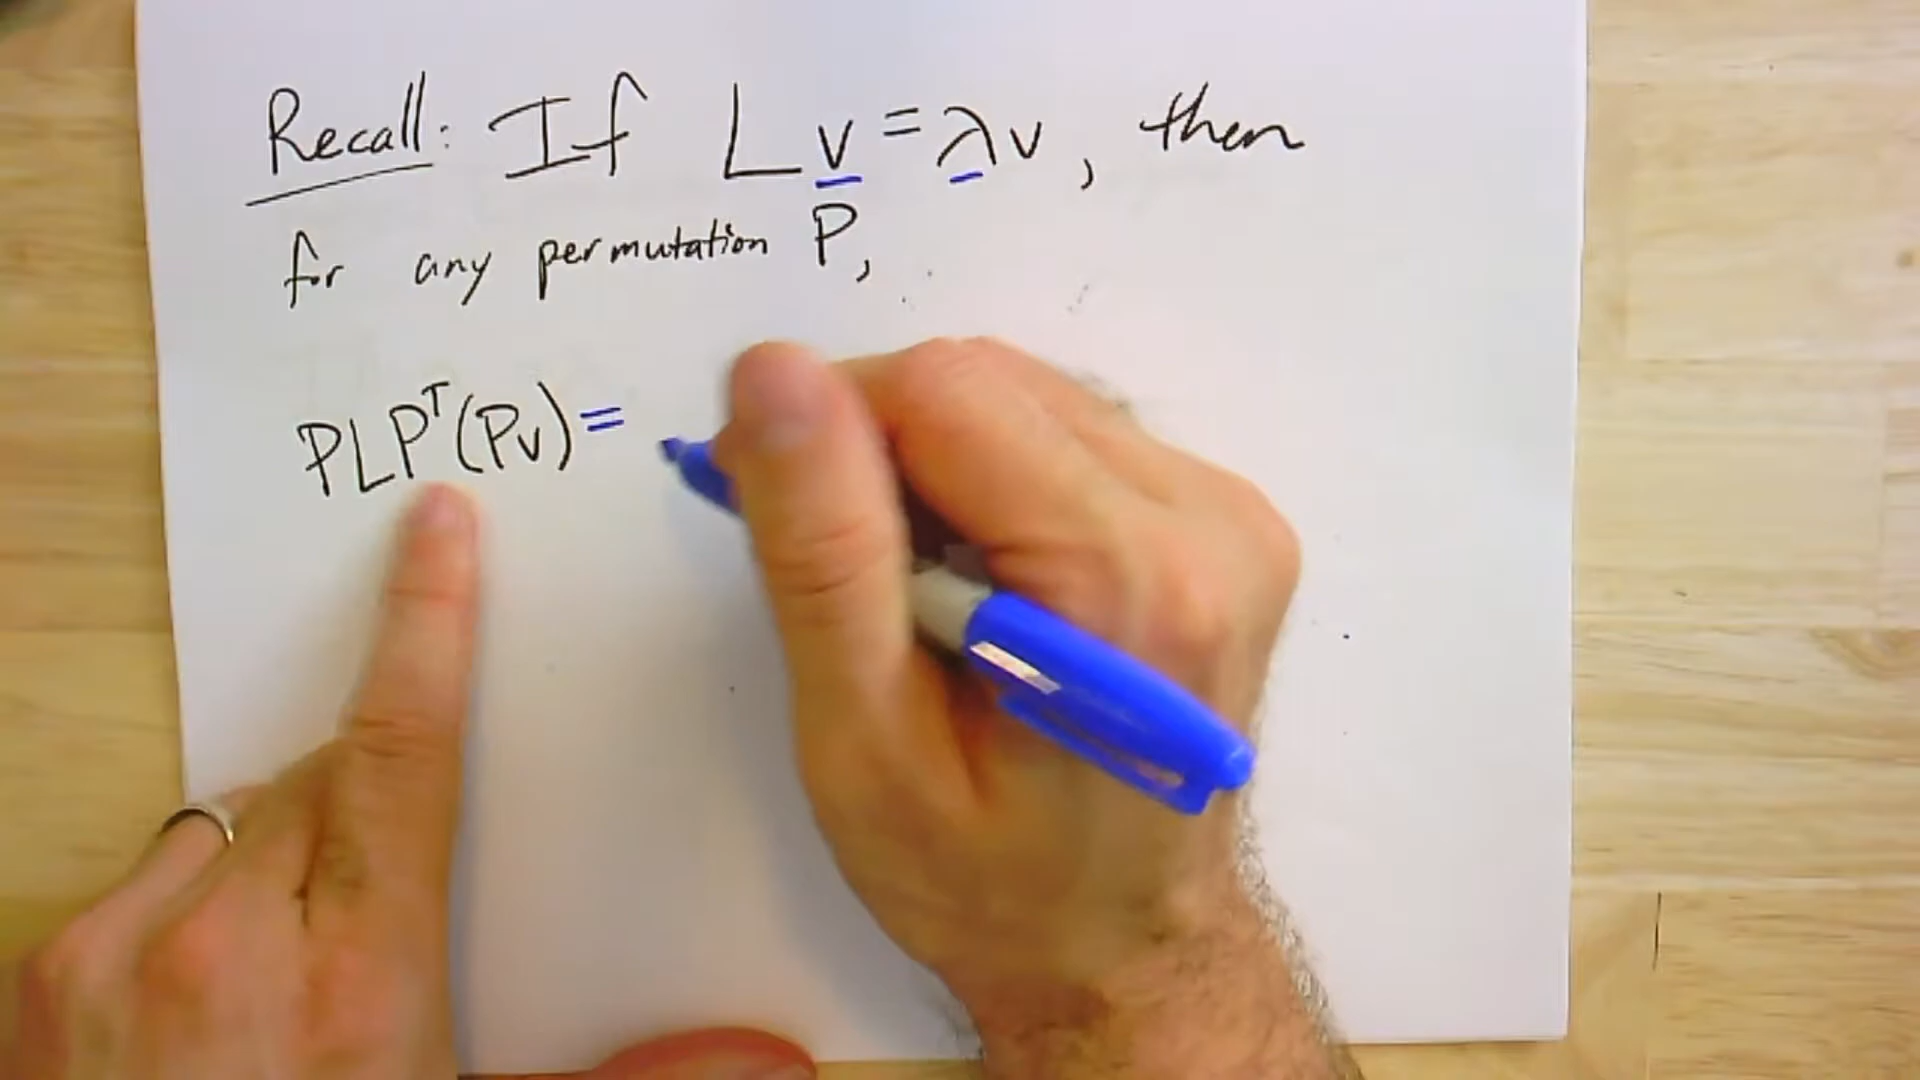 Recall: If Lv = λv, then
for any permutation P,
PLPᵀ(Pv) =